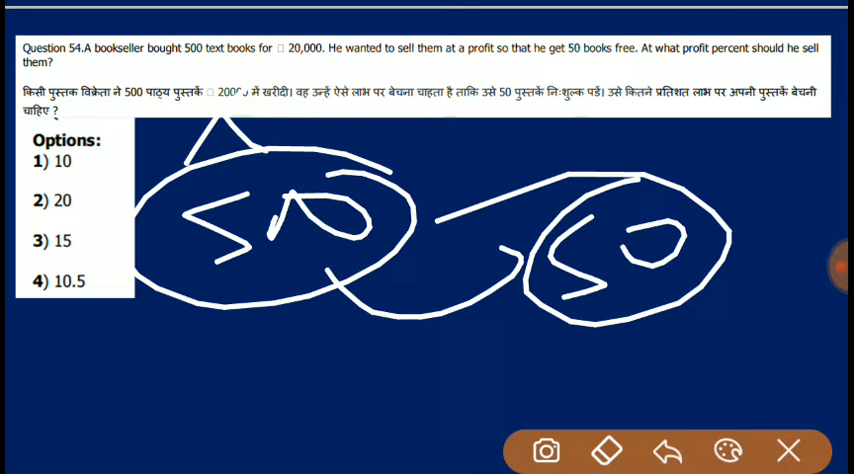 Question 54.A bookseller bought 500 text books for □ 20,000. He wanted to sell them at a profit so that he get 50 books free. At what profit percent should he sell
them?
किसी पुस्तक विक्रेता ने 500 पाठ्य पुस्तकें □ में खरीदी। वह उन्हें ऐसे लाभ पर बेचना चाहता है ताकि उसे 50 पुस्तकें निःशुल्क पडें। उसे कितने प्रतिशत लाभ पर अपनी पुस्तकें बेचनी
चाहिए ?
Options:
1) 10
2) 20
3) 15
4) 10.5
50